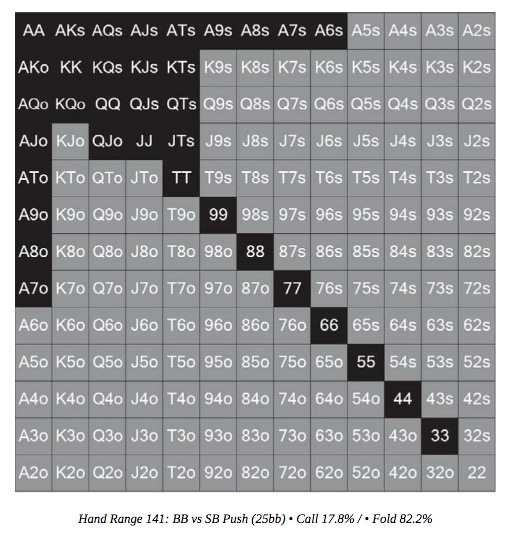 AA AKs AQs AJs ATs A9s A8s A7s A6s A5s A4s A3s A2s
AKo KK KQs KJs KTs K9s K8s K7s K6s K5s K4s K3s K2s
AQo KQo QQ QJs QTs Q9s Q8s Q7s Q6s Q5s Q4s Q3s Q2s
AJo KJo QJo JJ JTs J9s J8s J7s J6s J5s J4s J3s J2s
ATo KTo QTo JTo TT T9s T8s T7s T6s T5s T4s T3s T2s
A9o K9o Q9o J9o T9o 99 98s 97s 96s 95s 94s 93s 92s
A8o K8o Q8o J8o T8o 98o 88 87s 86s 85s 84s 83s 82s
A7o K7o Q7o J7o T7o 97o 87o 77 76s 75s 74s 73s 72s
A6o K6o Q6o J6o T6o 96o 86o 76o 66 65s 64s 63s 62s
A5o K5o Q5o J5o T5o 95o 85o 75o 65o 55 54s 53s 52s
A4o K4o Q4o J4o T4o 94o 84o 74o 64o 54o 44 43s 42s
A3o K3o Q3o J3o T3o 93o 83o 73o 63o 53o 43o 33 32s
A2o K2o Q2o J2o T2o 92o 82o 72o 62o 52o 42o 32o 22
Hand Range 141: BB vs SB Push (25bb) • Call 17.8% / • Fold 82.2%